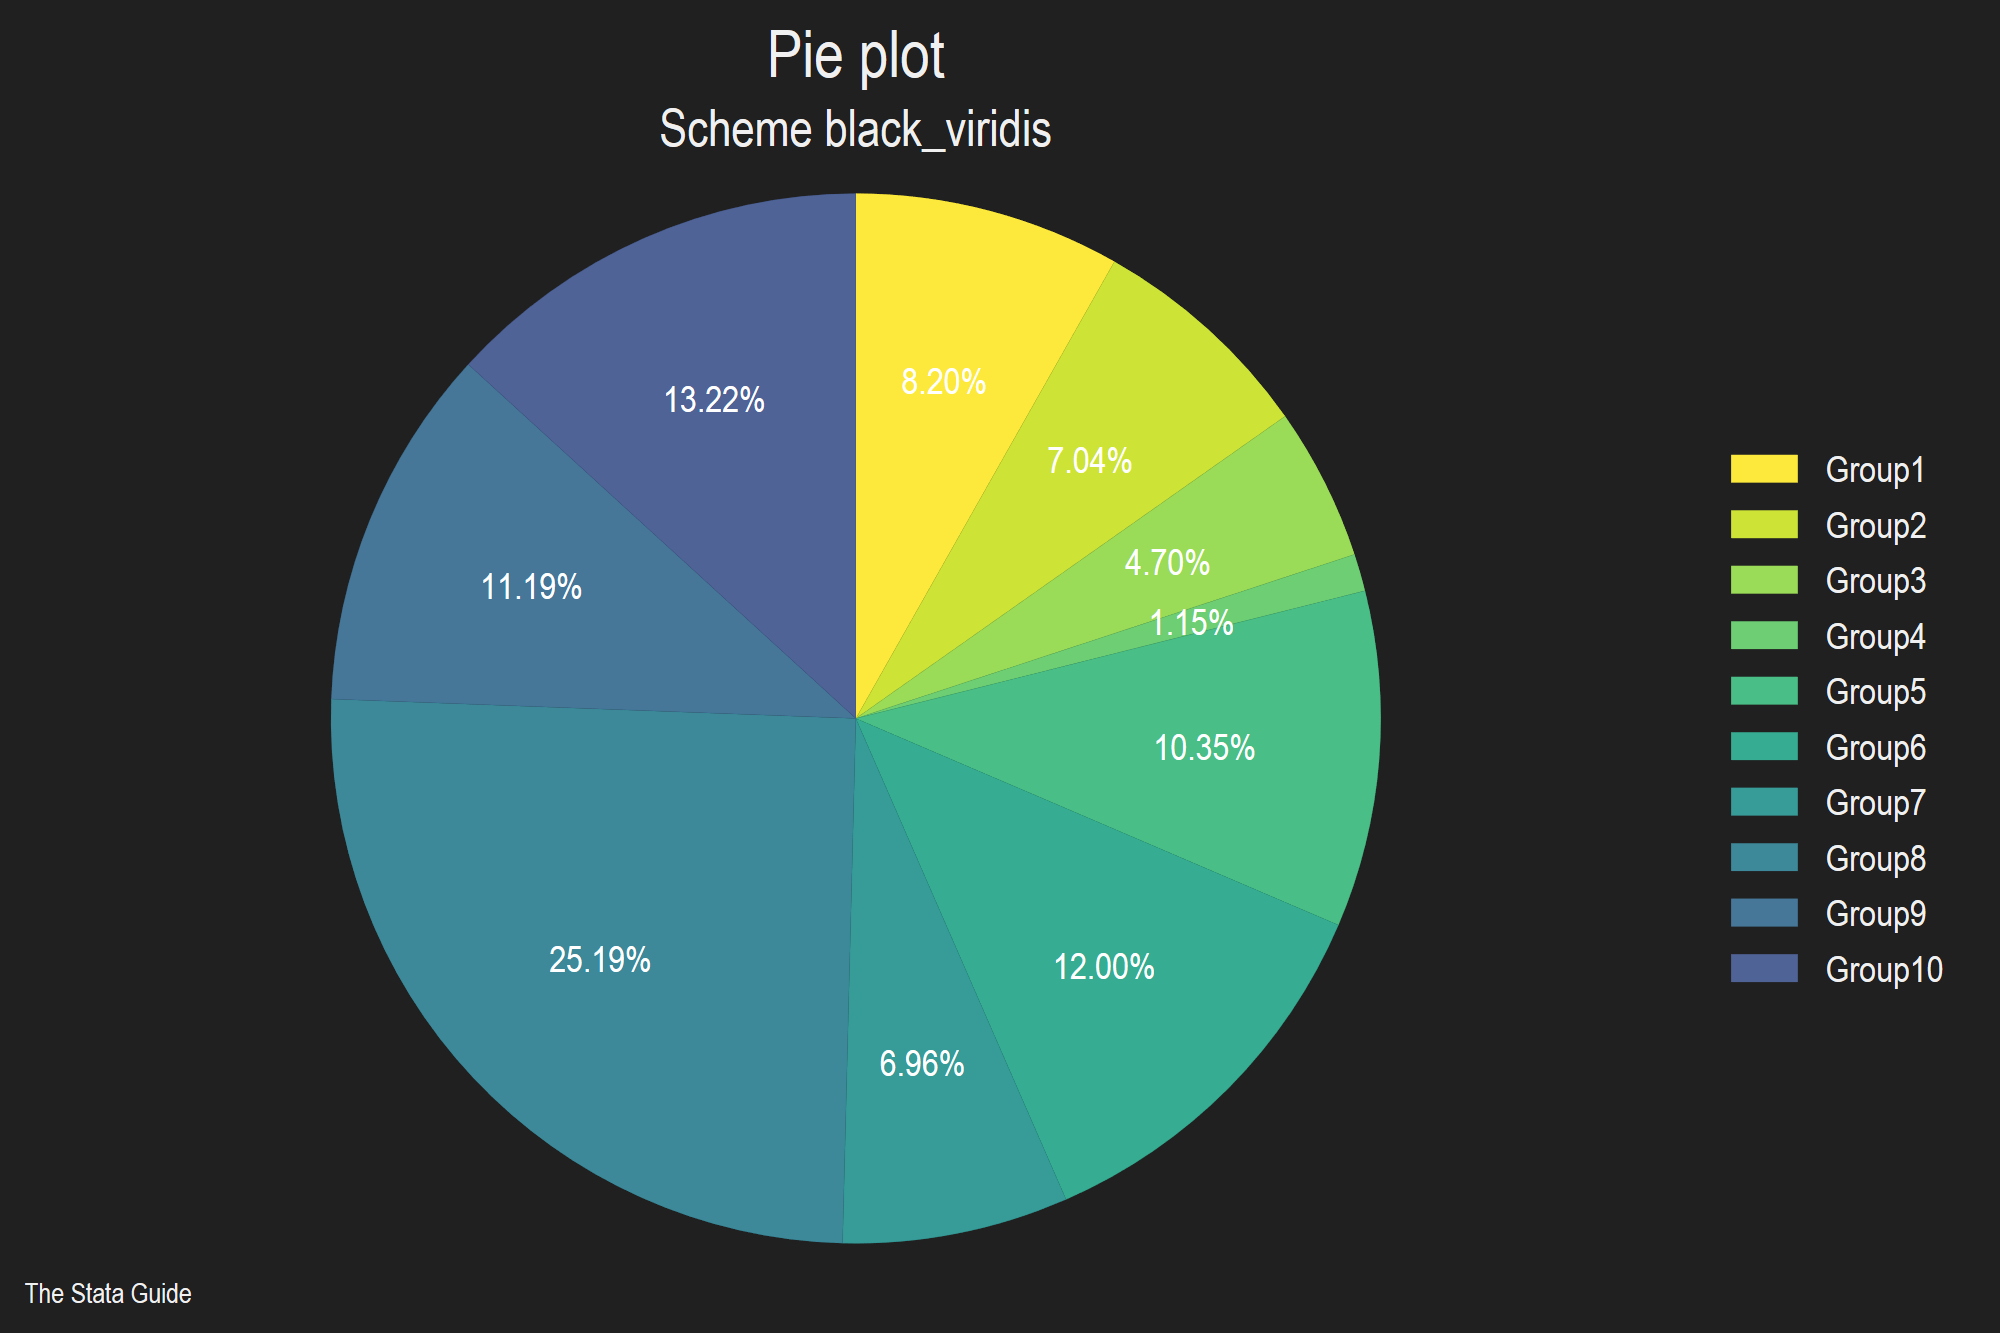 Pie plot
Scheme black_viridis
8.20%
7.04%
4.70%
1.15%
10.35%
12.00%
6.96%
25.19%
11.19%
13.22%
Group1
Group2
Group3
Group4
Group5
Group6
Group7
Group8
Group9
Group10
The Stata Guide